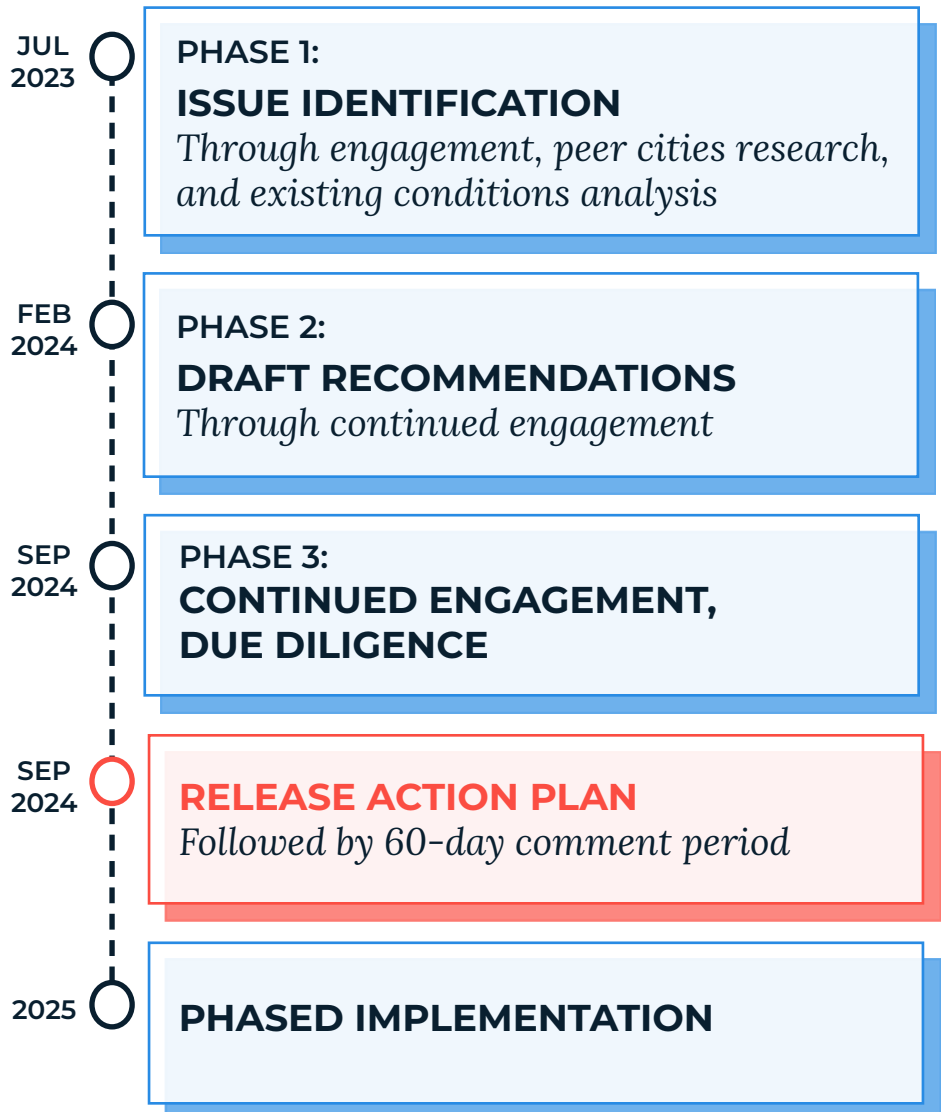 JUL
2023
PHASE 1:
ISSUE IDENTIFICATION
Through engagement, peer cities research,
and existing conditions analysis
FEB
2024
PHASE 2:
DRAFT RECOMMENDATIONS
Through continued engagement
SEP
2024
PHASE 3:
CONTINUED ENGAGEMENT,
DUE DILIGENCE
SEP
2024
RELEASE ACTION PLAN
Followed by 60-day comment period
2025
PHASED IMPLEMENTATION